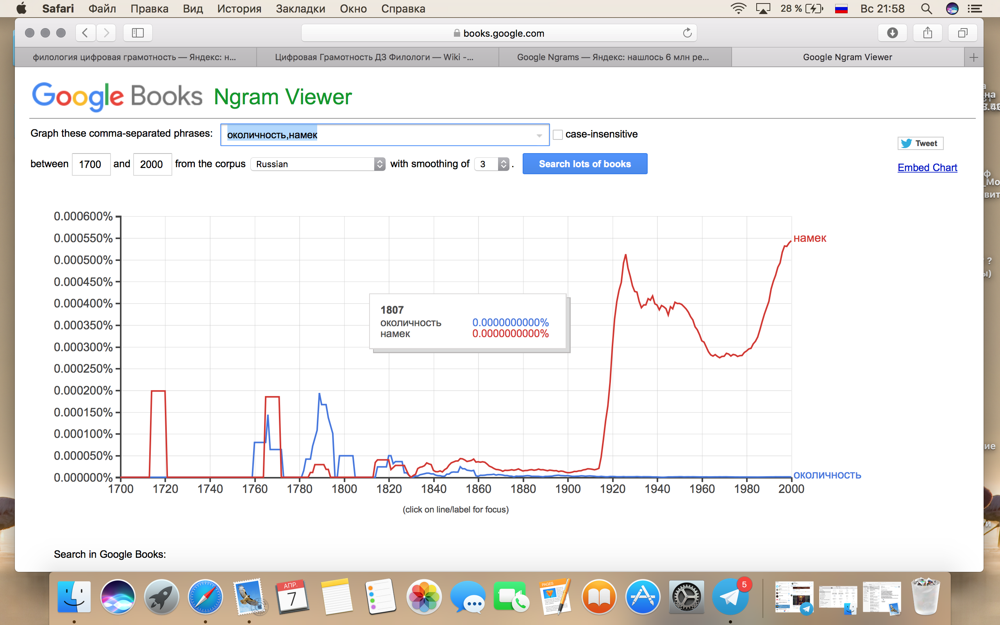 Safari Файл Правка Вид История Закладки Окно Справка 28 % Вс 21:58
books.google.com
филология цифровая грамотность — Яндекс: н... Цифровая Грамотность ДЗ Филологи — Wiki -... Google Ngrams — Яндекс: нашлось 6 млн ре... Google Ngram Viewer
Google Books Ngram Viewer
Graph these comma-separated phrases: околичность,намек case-insensitive
Tweet
between 1700 and 2000 from the corpus Russian with smoothing of 3 . Search lots of books
Embed Chart
0.000600%
0.000550%
намек
0.000500%
0.000450%
0.000400%
0.000350%
0.000300%
0.000250%
0.000200%
0.000150%
0.000100%
0.000050%
0.000000%
1807
околичность 0.0000000000%
намек 0.0000000000%
околичность
1700 1720 1740 1760 1780 1800 1820 1840 1860 1880 1900 1920 1940 1960 1980 2000
(click on line/label for focus)
Search in Google Books:
АПР.
7
PAGES
5